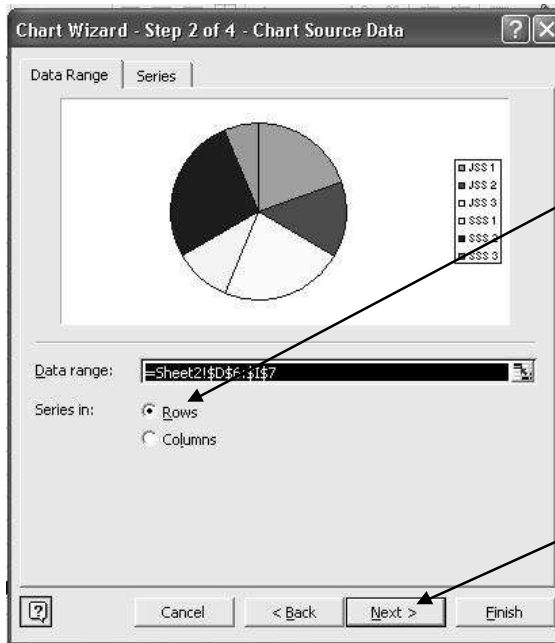 Chart Wizard - Step 2 of 4 - Chart Source Data
Data Range
Series
JSS 1
JSS 2
JSS 3
SSS 1
SSS 2
SSS 3
Data range:
=Sheet2!$D$6:$I$7
Series in:
Rows
Columns
Cancel
< Back
Next >
Finish